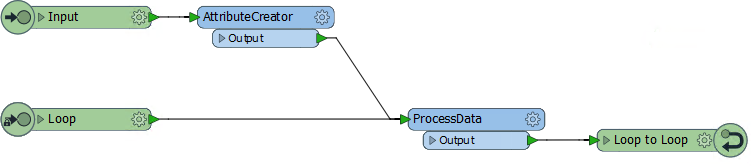 Input
AttributeCreator
Output
Loop
ProcessData
Output
Loop to Loop